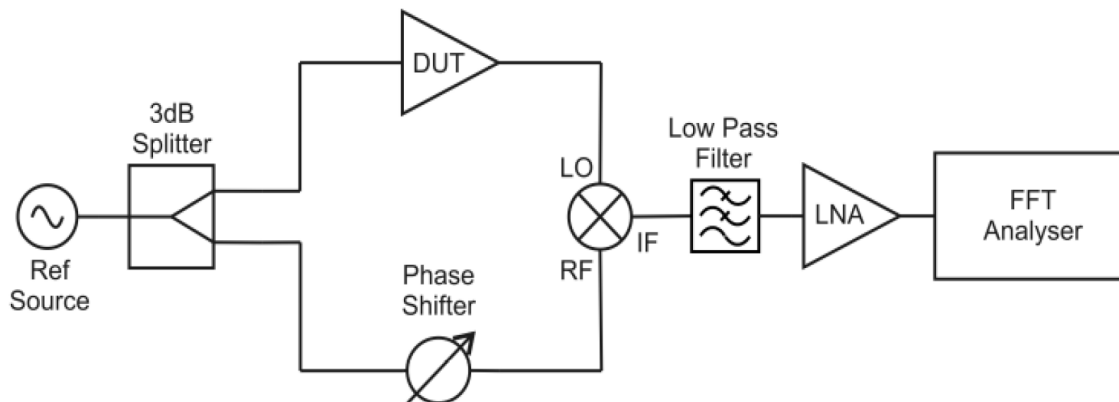 3dB
Splitter
Ref
Source
DUT
Phase
Shifter
LO
RF
IF
Low Pass
Filter
LNA
FFT
Analyser